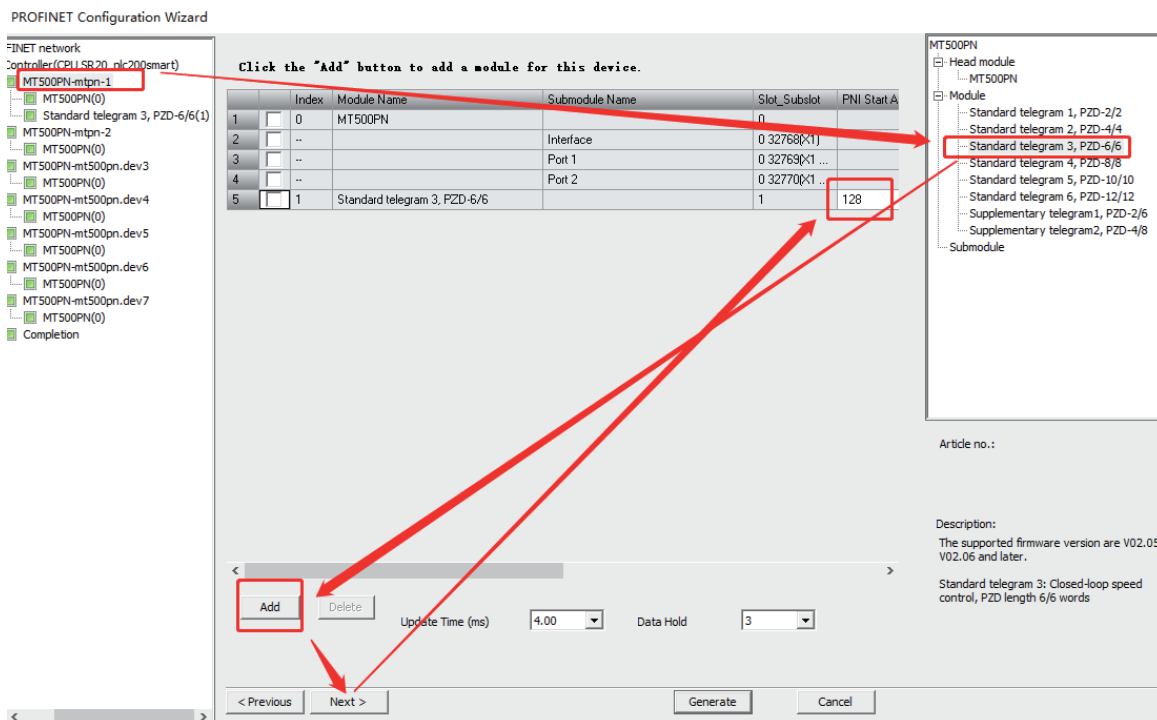 PROFINET Configuration Wizard
FINET network
Controller(CPU SR20_plc200smart)
MT500PN-mtpn-1
MT500PN(0)
Standard telegram 3, PZD-6/6(1)
MT500PN-mtpn-2
MT500PN(0)
MT500PN-mt500pn.dev3
MT500PN(0)
MT500PN-mt500pn.dev4
MT500PN(0)
MT500PN-mt500pn.dev5
MT500PN(0)
MT500PN-mt500pn.dev6
MT500PN(0)
MT500PN-mt500pn.dev7
MT500PN(0)
Completion
Click the "Add" button to add a module for this device.
Index Module Name Submodule Name Slot_Subslot PNI Start A
1 0 MT500PN 0
2 -- Interface 0 32768(X1)
3 -- Port 1 0 32769(X1 ...
4 -- Port 2 0 32770(X1 ...
5 1 Standard telegram 3, PZD-6/6 1 128
Add Delete
Update Time (ms) 4.00 Data Hold 3
< Previous Next > Generate Cancel
MT500PN
Head module
MT500PN
Module
Standard telegram 1, PZD-2/2
Standard telegram 2, PZD-4/4
Standard telegram 3, PZD-6/6
Standard telegram 4, PZD-8/8
Standard telegram 5, PZD-10/10
Standard telegram 6, PZD-12/12
Supplementary telegram1, PZD-2/6
Supplementary telegram2, PZD-4/8
Submodule
Article no.:
Description:
The supported firmware version are V02.05
V02.06 and later.
Standard telegram 3: Closed-loop speed
control, PZD length 6/6 words